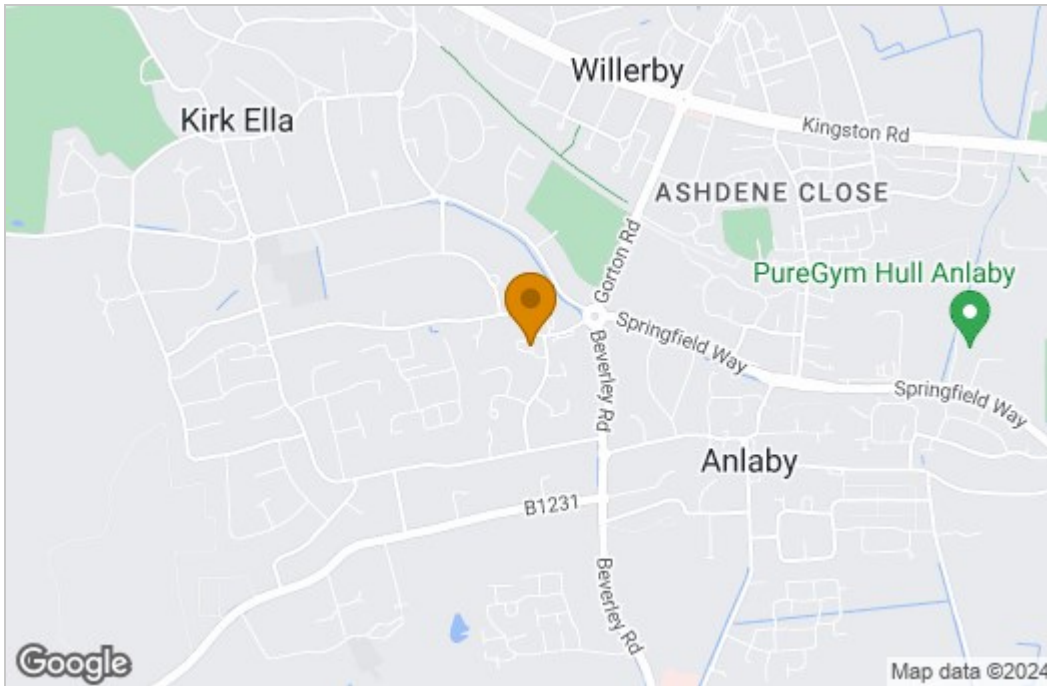 Willerby
Kirk Ella
Kingston Rd
ASHDENE CLOSE
Gorton Rd
PureGym Hull Anlaby
Springfield Way
Beverley Rd
Springfield Way
Anlaby
B1231
Beverley Rd
Google
Map data ©2024